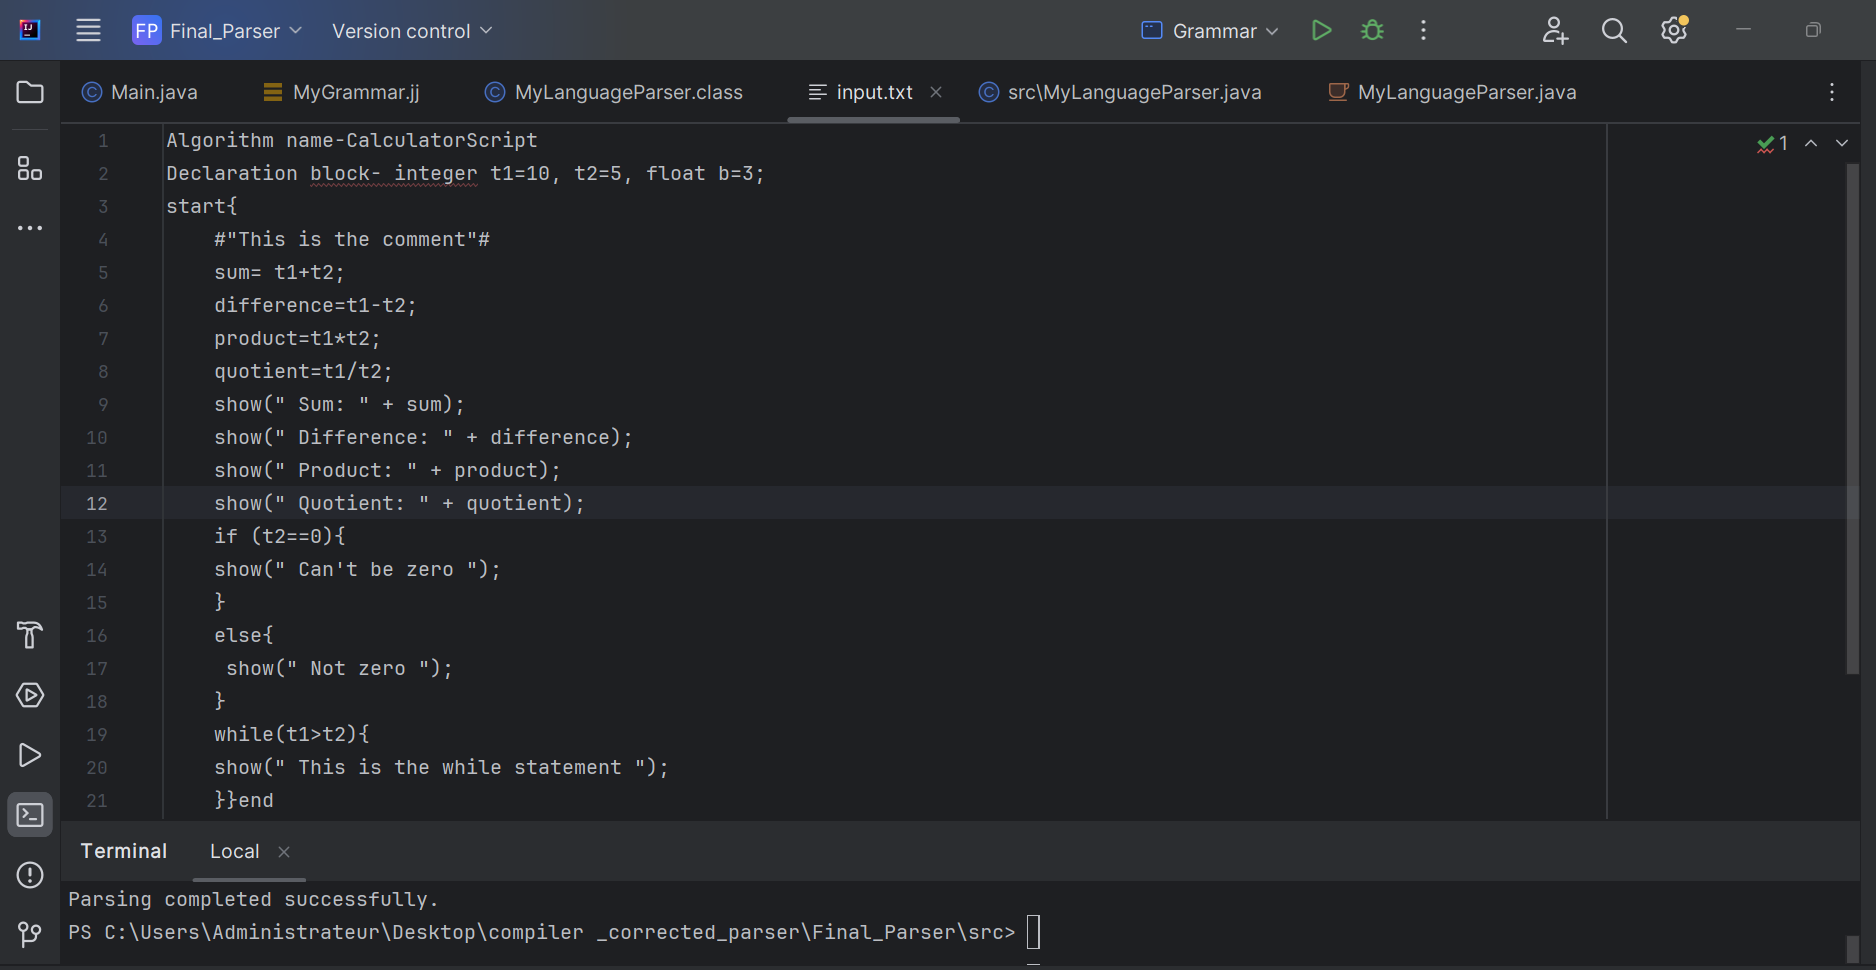 FP Final_Parser Version control Grammar
Main.java MyGrammar.jj MyLanguageParser.class input.txt src\MyLanguageParser.java MyLanguageParser.java
1 Algorithm name-CalculatorScript 1
2 Declaration block- integer t1=10, t2=5, float b=3;
3 start{
4 #"This is the comment"#
5 sum= t1+t2;
6 difference=t1-t2;
7 product=t1*t2;
8 quotient=t1/t2;
9 show(" Sum: " + sum);
10 show(" Difference: " + difference);
11 show(" Product: " + product);
12 show(" Quotient: " + quotient);
13 if (t2==0){
14 show(" Can't be zero ");
15 }
16 else{
17 show(" Not zero ");
18 }
19 while(t1>t2){
20 show(" This is the while statement ");
21 }}end
Terminal Local
Parsing completed successfully.
PS C:\Users\Administrateur\Desktop\compiler _corrected_parser\Final_Parser\src>